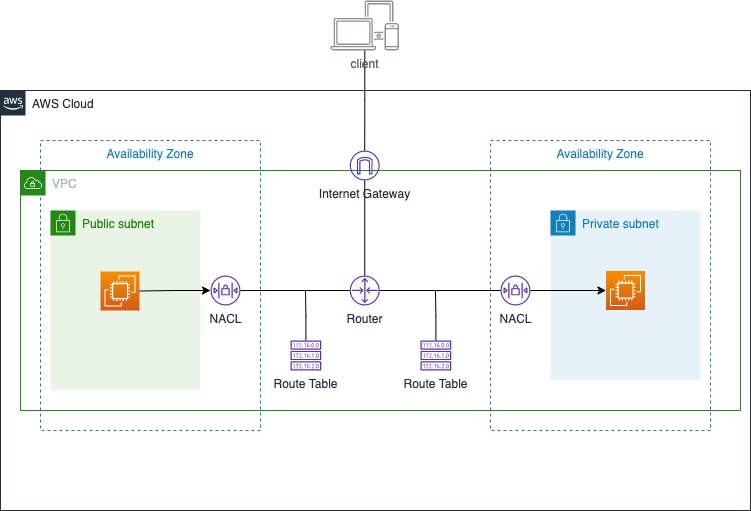 client
aws
AWS Cloud
Availability Zone
Availability Zone
VPC
Internet Gateway
Public subnet
Private subnet
NACL
Router
NACL
172.16.0.0
172.16.1.0
172.16.2.0
172.16.0.0
172.16.1.0
172.16.2.0
Route Table
Route Table